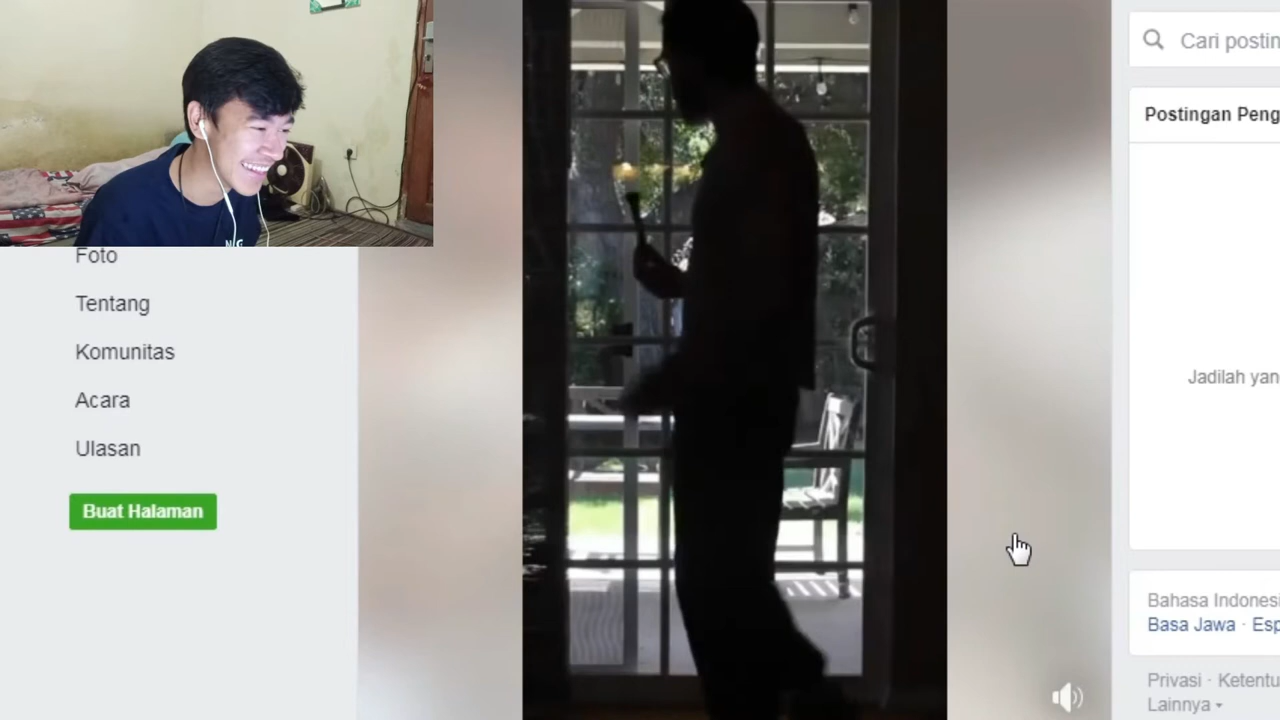 Cari postin
Postingan Peng
Foto
Tentang
Komunitas
Acara
Ulasan
Buat Halaman
Jadilah yan
Bahasa Indonesi
Basa Jawa · Esp
Privasi · Ketentu
Lainnya